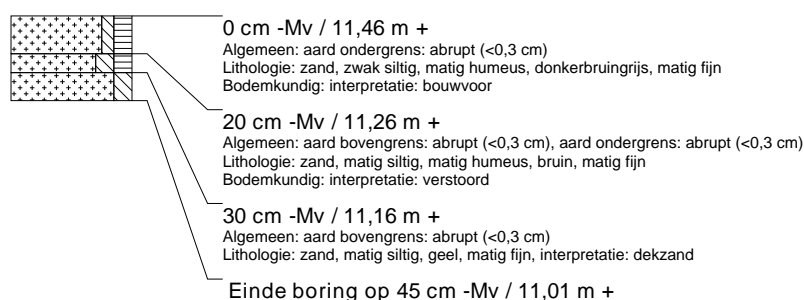 0 cm -Mv / 11,46 m +
Algemeen: aard ondergrens: abrupt (<0,3 cm)
Lithologie: zand, zwak siltig, matig humeus, donkerbruingrijs, matig fijn
Bodemkundig: interpretatie: bouwvoor
20 cm -Mv / 11,26 m +
Algemeen: aard bovengrens: abrupt (<0,3 cm), aard ondergrens: abrupt (<0,3 cm)
Lithologie: zand, matig siltig, matig humeus, bruin, matig fijn
Bodemkundig: interpretatie: verstoord
30 cm -Mv / 11,16 m +
Algemeen: aard bovengrens: abrupt (<0,3 cm)
Lithologie: zand, matig siltig, geel, matig fijn, interpretatie: dekzand
Einde boring op 45 cm -Mv / 11,01 m +